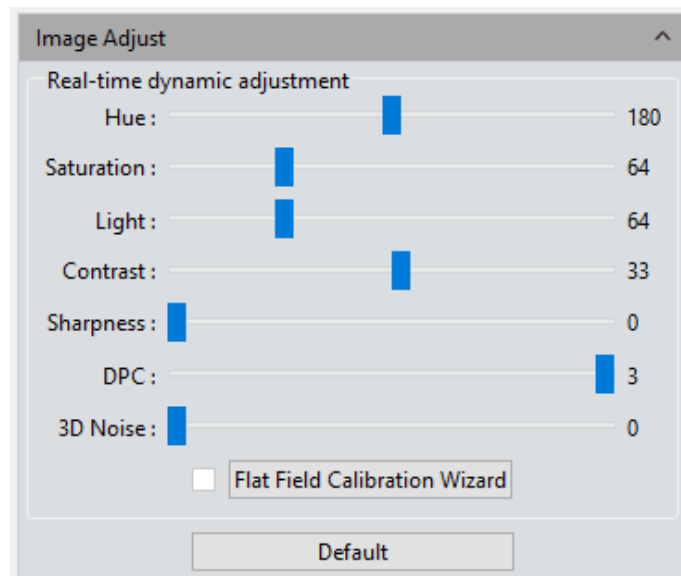 Image Adjust
Real-time dynamic adjustment
Hue : 180
Saturation : 64
Light : 64
Contrast : 33
Sharpness : 0
DPC : 3
3D Noise : 0
Flat Field Calibration Wizard
Default